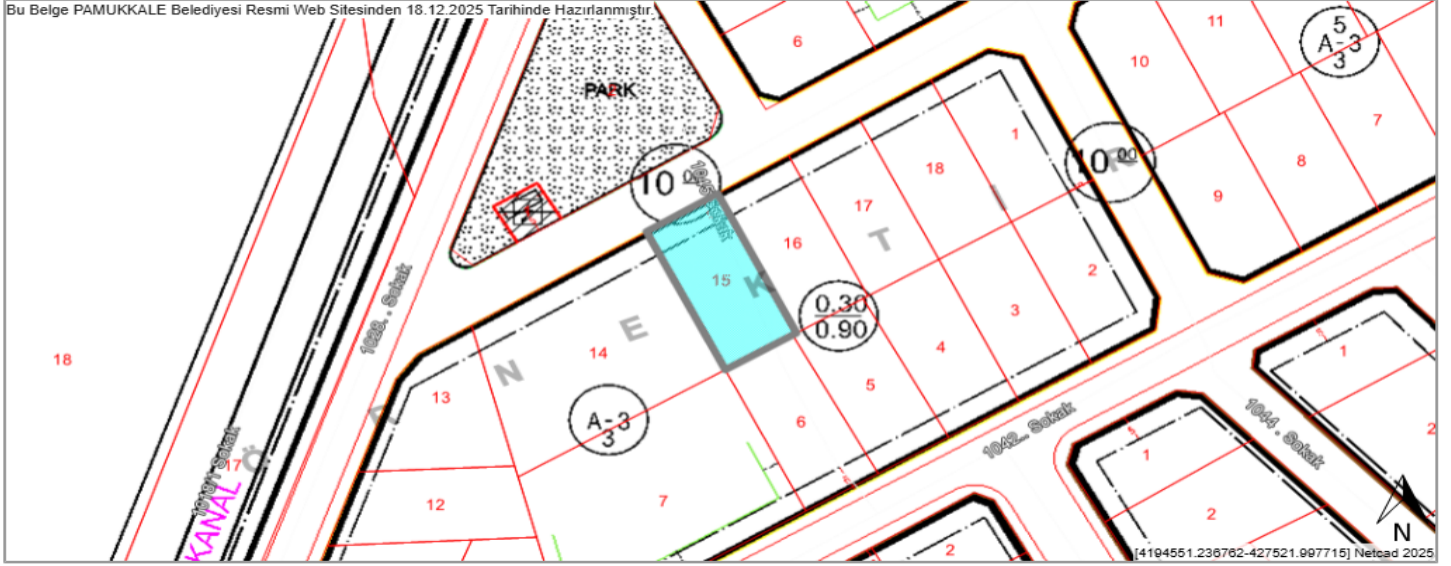 Bu Belge PAMUKKALE Belediyesi Resmi Web Sitesinden 18.12.2025 Tarihinde Hazırlanmıştır.
6
11
5
A-3
3
10
PARK
7
1
8
18
10 00
10 00
9
17
16
2
15
0.30
0.90
3
14
4
1
13
5
A-3
3
6
2
12
7
1
2
2
18
17
1028. . Sokak
1042.. Sokak
1044 . Sokak
KANAL
Ö
R
N
E
K
T
İ
R
N
[4194551.236762-427521.997715] Netcad 2025